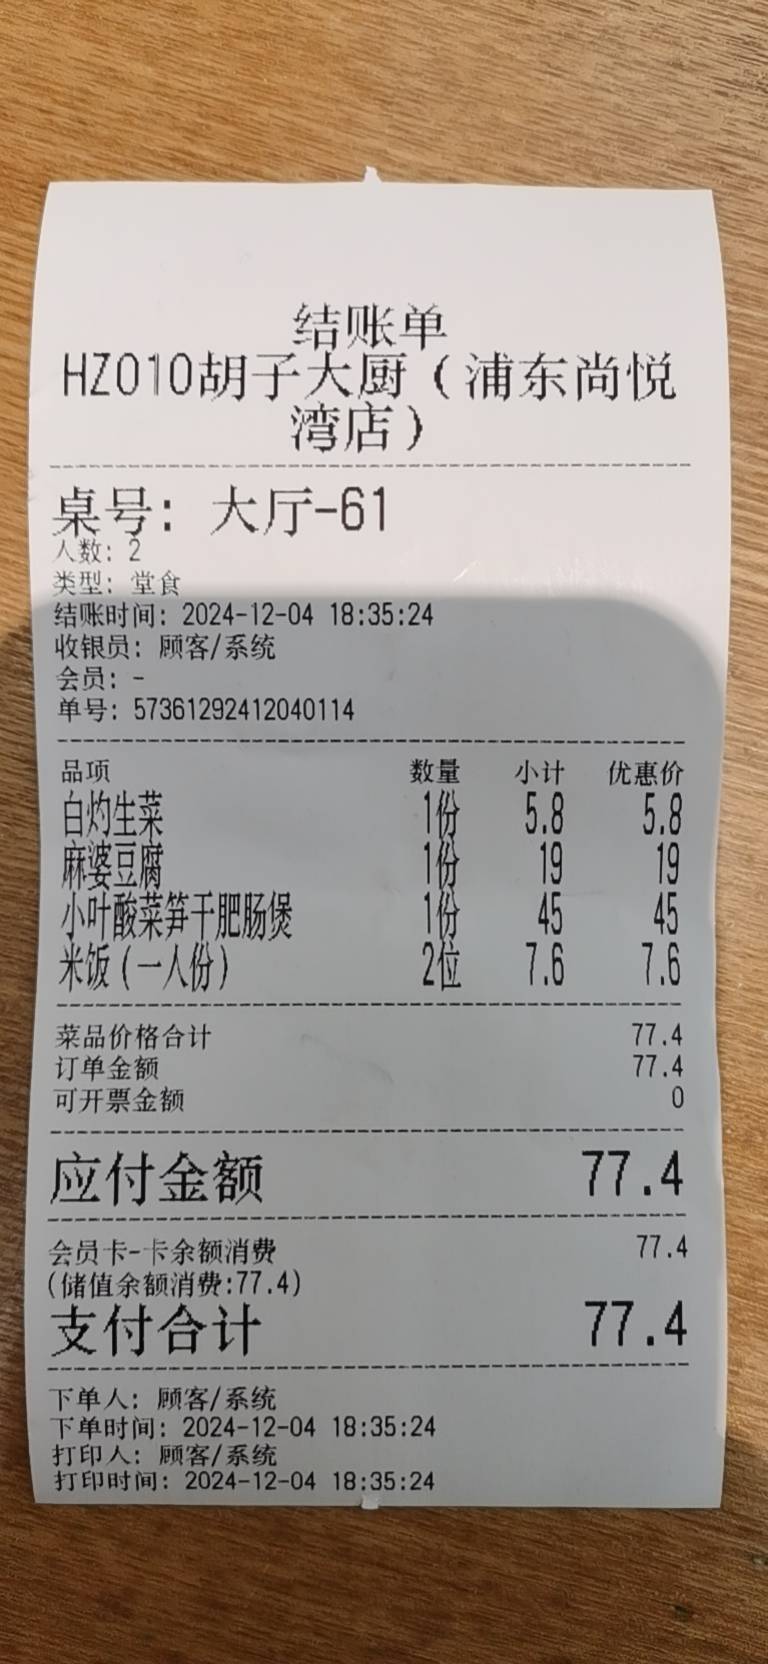 结账单
HZ010胡子大厨（浦东尚悦
湾店）
桌号: 大厅-61
人数: 2
类型: 堂食
结账时间: 2024-12-04 18:35:24
收银员: 顾客/系统
会员: -
单号: 57361292412040114
品项 数量 小计 优惠价
白灼生菜 1份 5.8 5.8
麻婆豆腐 1份 19 19
小叶酸菜笋干肥肠煲 1份 45 45
米饭（一人份） 2位 7.6 7.6
菜品价格合计 77.4
订单金额 77.4
可开票金额 0
应付金额 77.4
会员卡-卡余额消费 77.4
(储值余额消费:77.4)
支付合计 77.4
下单人: 顾客/系统
下单时间: 2024-12-04 18:35:24
打印人: 顾客/系统
打印时间: 2024-12-04 18:35:24